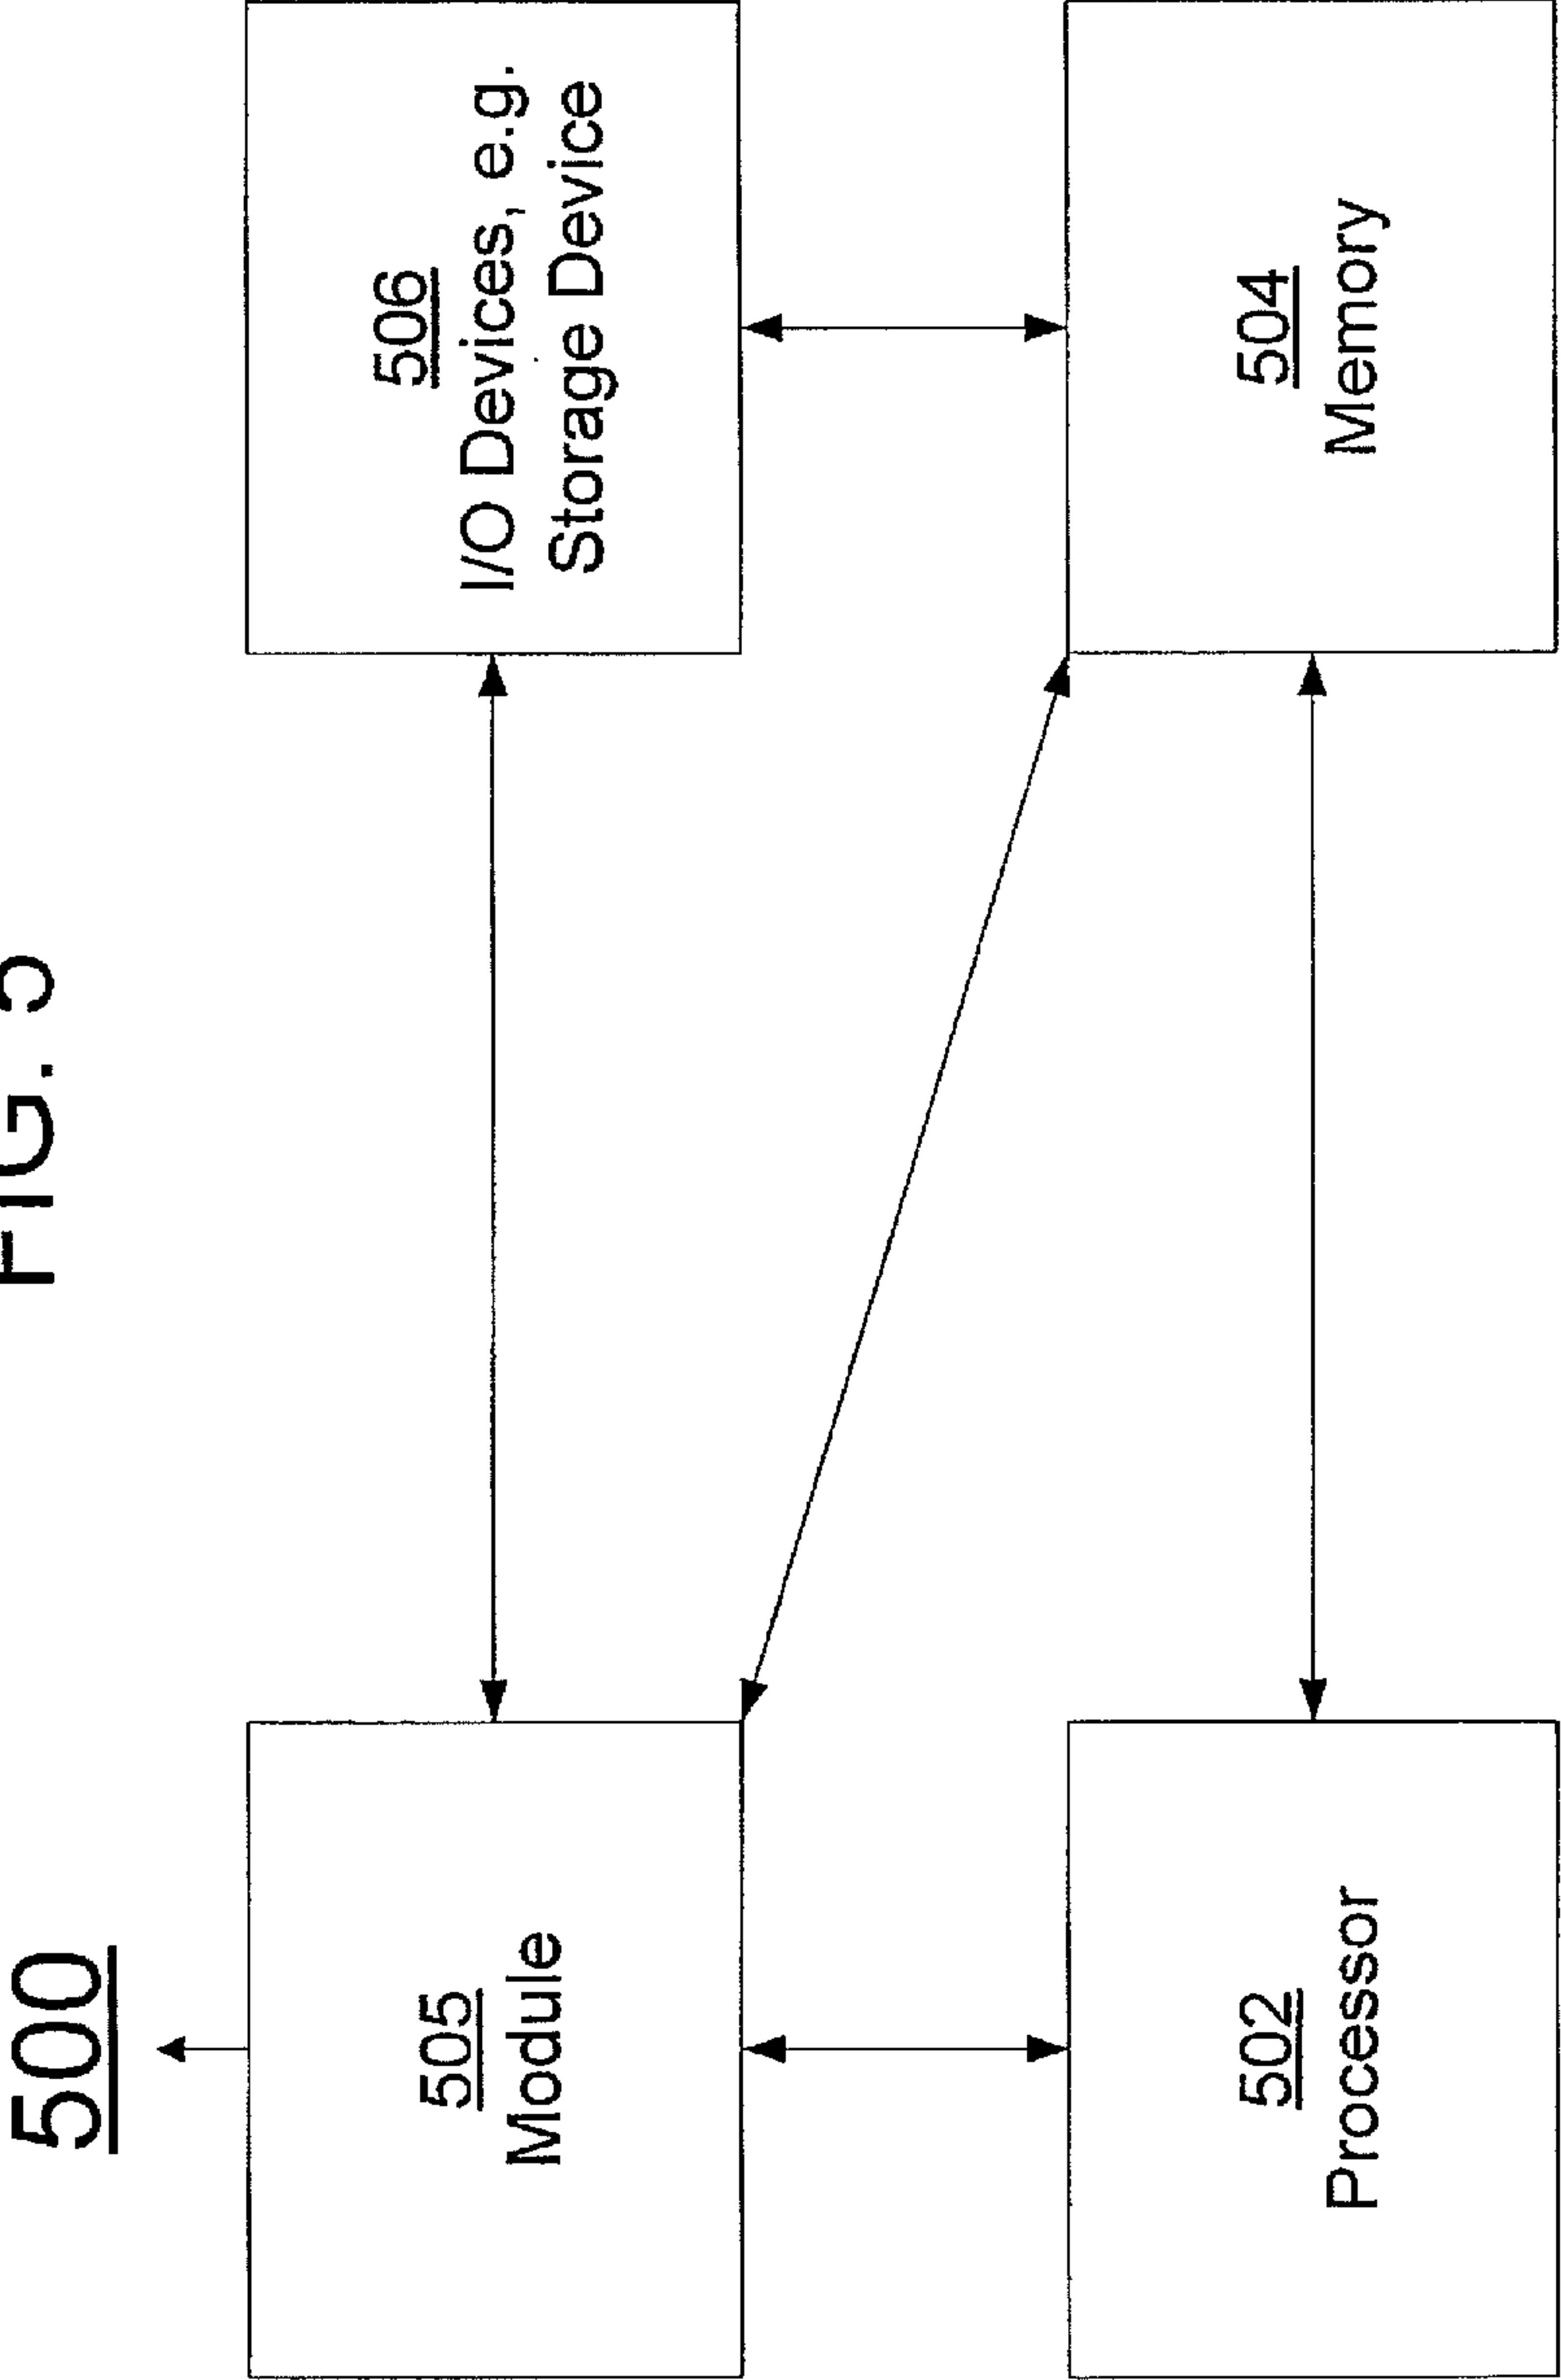 FIG. 5
500
505
Module
506
I/O Devices, e.g.
Storage Device
502
Processor
504
Memory